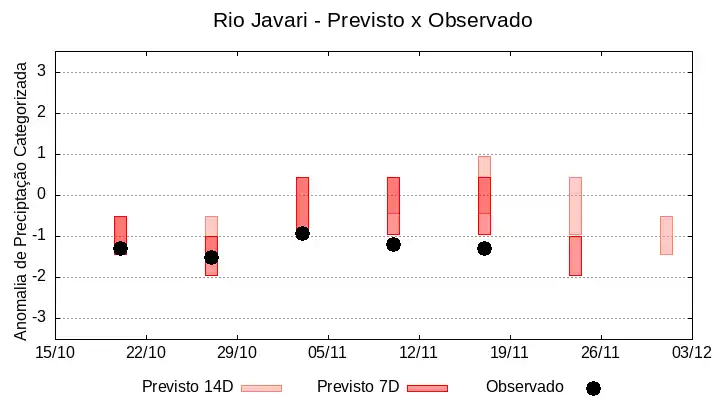 Rio Javari - Previsto x Observado
Anomalia de Preciptação Categorizada
3
2
1
0
-1
-2
-3
15/10 22/10 29/10 05/11 12/11 19/11 26/11 03/12
Previsto 14D Previsto 7D Observado